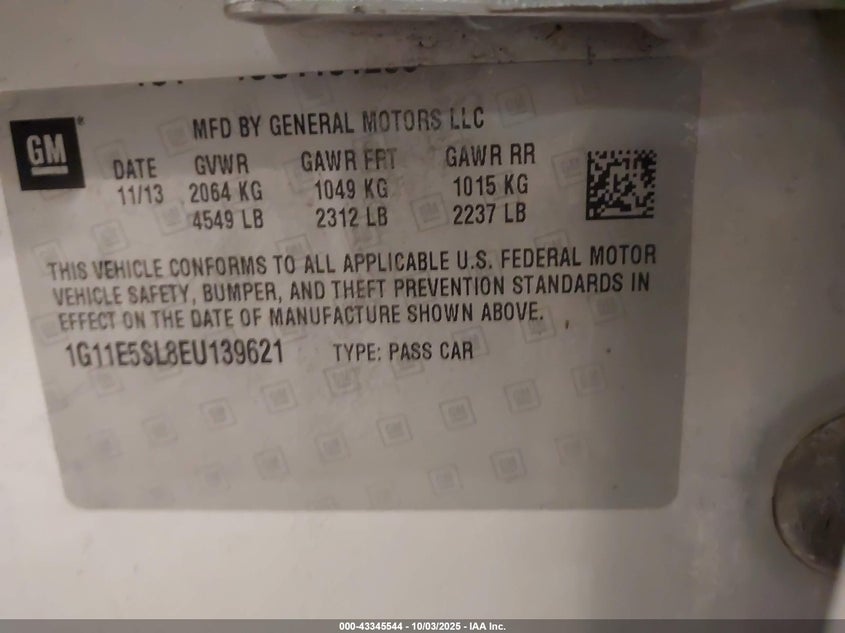 MFD BY GENERAL MOTORS LLC
GM
DATE GVWR GAWR FRT GAWR RR
11/13 2064 KG 1049 KG 1015 KG
4549 LB 2312 LB 2237 LB
THIS VEHICLE CONFORMS TO ALL APPLICABLE U.S. FEDERAL MOTOR
VEHICLE SAFETY, BUMPER, AND THEFT PREVENTION STANDARDS IN
EFFECT ON THE DATE OF MANUFACTURE SHOWN ABOVE.
1G11E5SL8EU139621 TYPE: PASS CAR
000-43345544 - 10/03/2025 - IAA Inc.